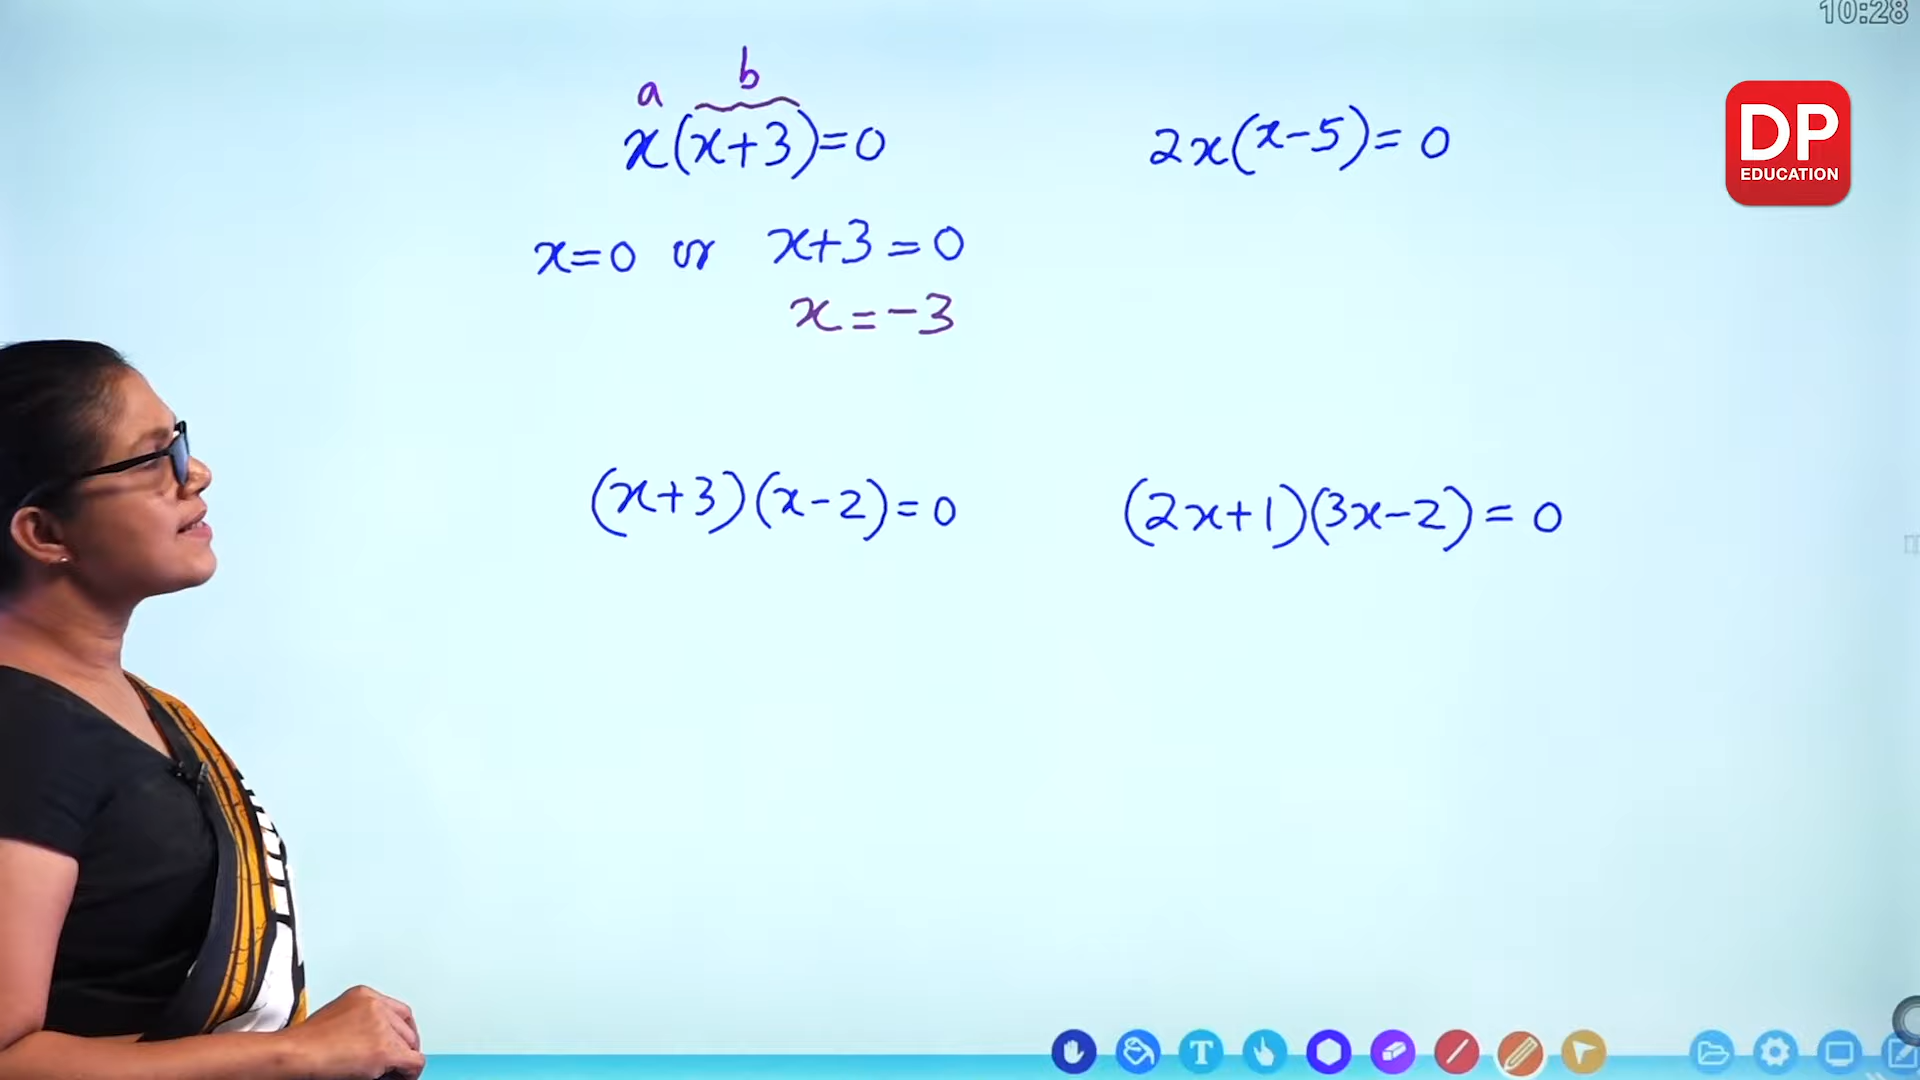 10:28
a b
x(x+3)=0
x=0 or x+3=0
x=-3
2x(x-5)=0
DP
EDUCATION
(x+3)(x-2)=0
(2x+1)(3x-2)=0
T